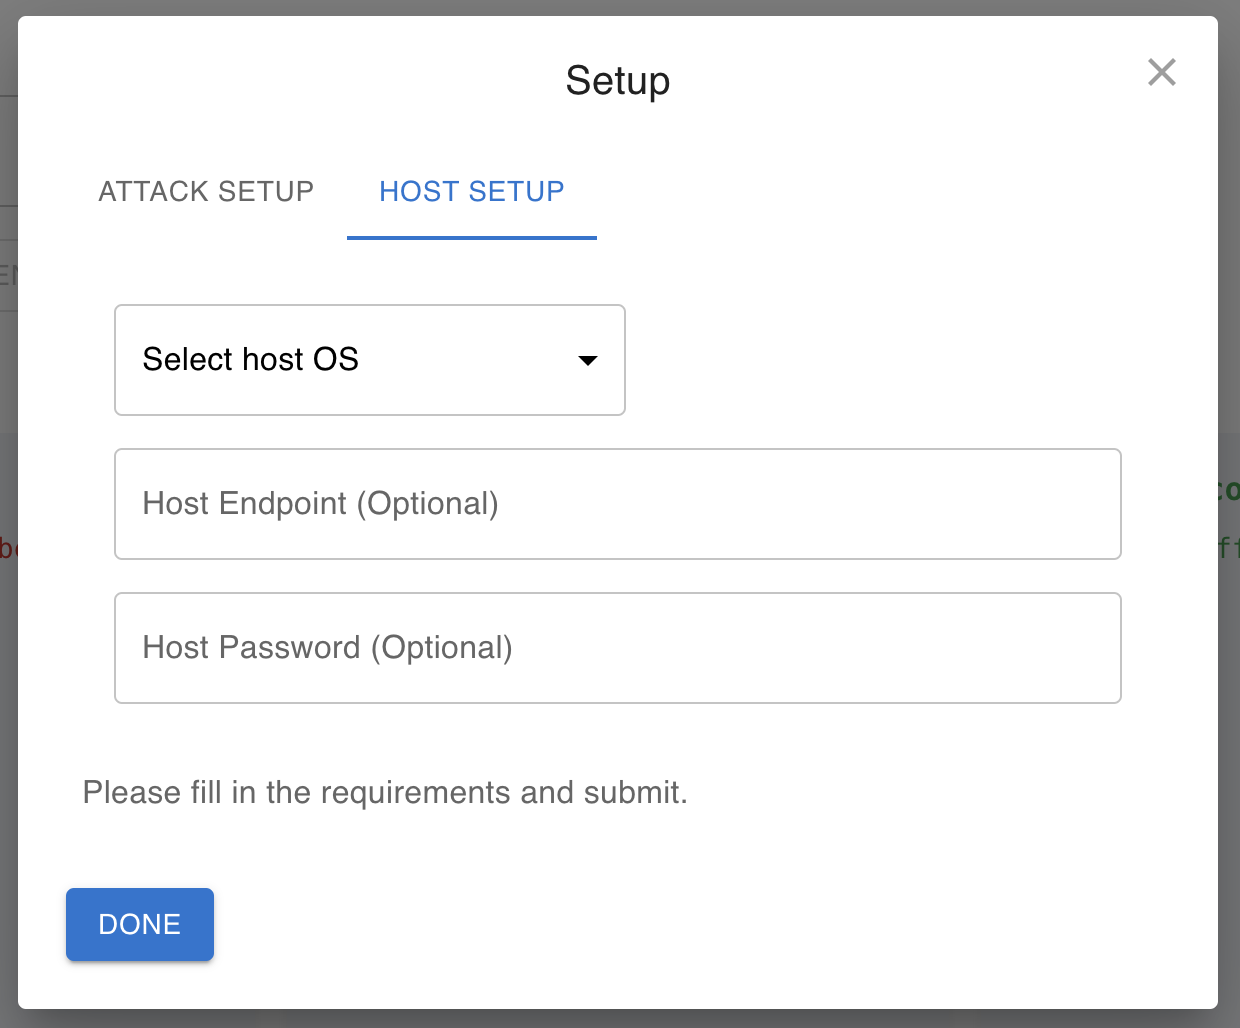 Setup
ATTACK SETUP
HOST SETUP
Select host OS
Host Endpoint (Optional)
Host Password (Optional)
Please fill in the requirements and submit.
DONE